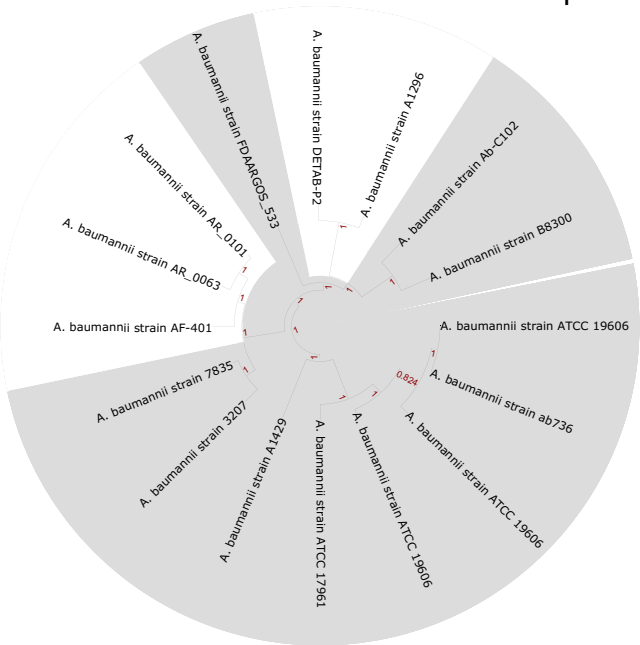 A. baumannii strain FDAARGOS_533
A. baumannii strain DETAB-P2
A. baumannii strain A1296
A. baumannii strain Ab-C102
A. baumannii strain B8300
A. baumannii strain ATCC 19606
A. baumannii strain ab736
A. baumannii strain ATCC 19606
A. baumannii strain ATCC 19606
A. baumannii strain ATCC 17961
A. baumannii strain A1429
A. baumannii strain 3207
A. baumannii strain 7835
A. baumannii strain AF-401
A. baumannii strain AR_0063
A. baumannii strain AR_0101
1
1
1
1
1
1
1
1
1
1
1
0.824
1
1
1